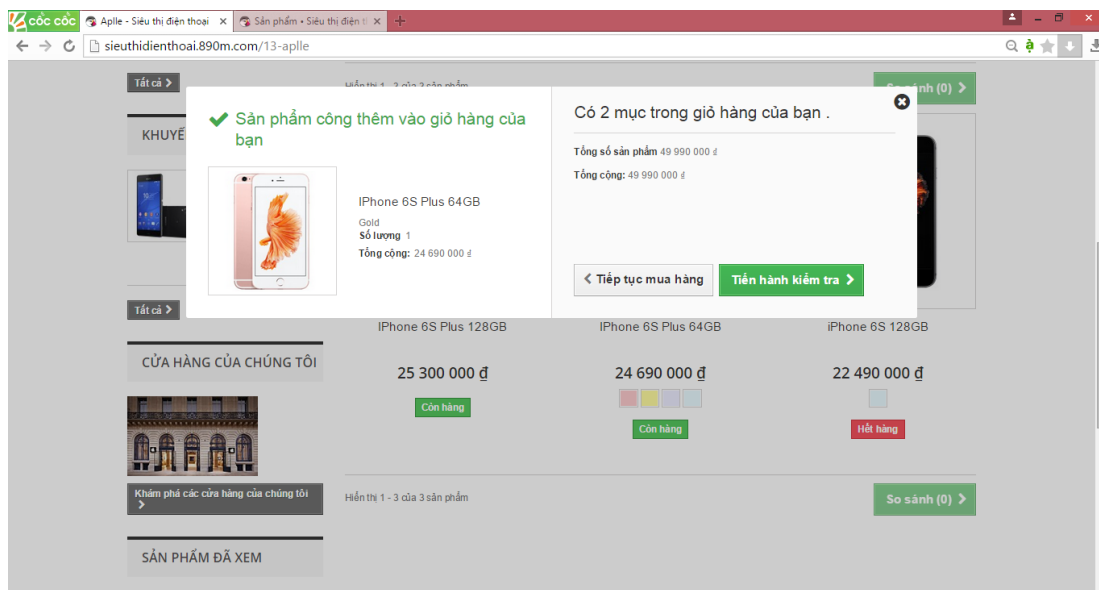 cốc cốc
Aplle - Siêu thị điện thoại
Sản phẩm • Siêu thị điện tl
sieuthidienthoai.890m.com/13-aplle
Tất cả
KHUYẾ
Tất cả
CỬA HÀNG CỦA CHÚNG TÔI
Khám phá các cửa hàng của chúng tôi
SẢN PHẨM ĐÃ XEM
Hiển thị 1 - 3 của 3 sản phẩm
nh (0)
Sản phẩm công thêm vào giỏ hàng của
bạn
IPhone 6S Plus 64GB
Gold
Số lượng 1
Tổng cộng: 24 690 000 ₫
Có 2 mục trong giỏ hàng của bạn .
Tổng số sản phẩm 49 990 000 ₫
Tổng cộng: 49 990 000 ₫
Tiếp tục mua hàng
Tiến hành kiểm tra
IPhone 6S Plus 128GB
25 300 000 ₫
Còn hàng
IPhone 6S Plus 64GB
24 690 000 ₫
Còn hàng
iPhone 6S 128GB
22 490 000 ₫
Hết hàng
Hiển thị 1 - 3 của 3 sản phẩm
So sánh (0)